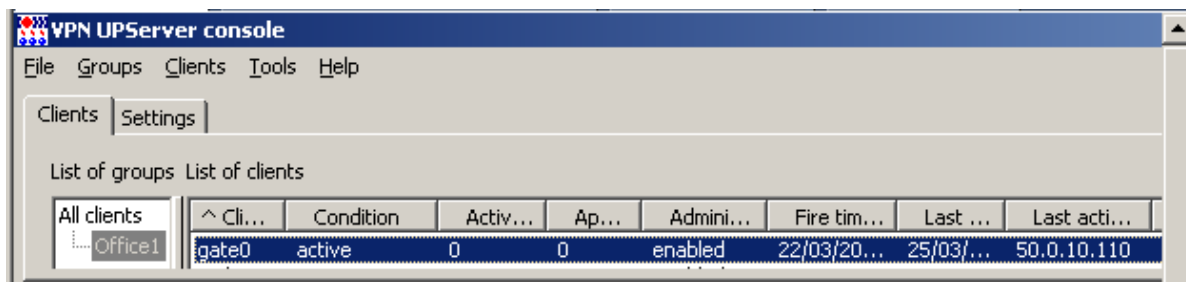 VPN UPServer console
File Groups Clients Tools Help
Clients Settings
List of groups List of clients
All clients ^ Cli... Condition Activ... Ap... Admini... Fire tim... Last ... Last acti...
Office1 gate0 active 0 0 enabled 22/03/20... 25/03/... 50.0.10.110